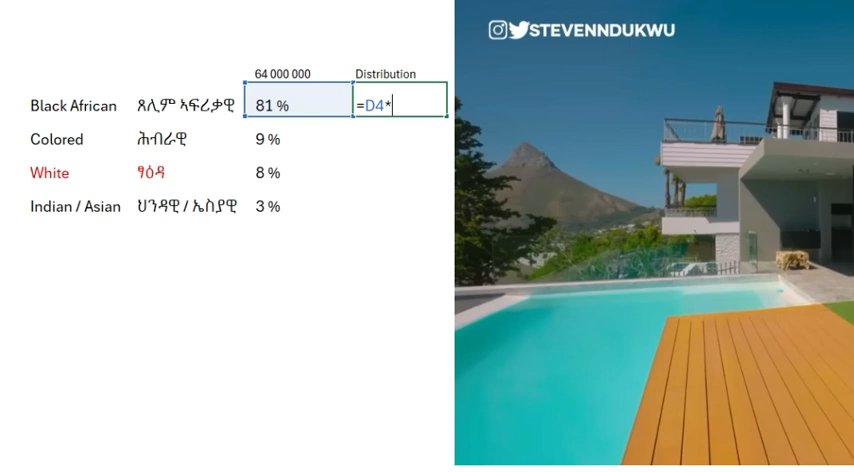 STEVENNDUKWU
64 000 000 Distribution
Black African ጸሊም ኣፍሪቃዊ 81 % =D4*
Colored ሕብራዊ 9 %
White ፃዕዳ 8 %
Indian / Asian ህንዳዊ / ኤስያዊ 3 %